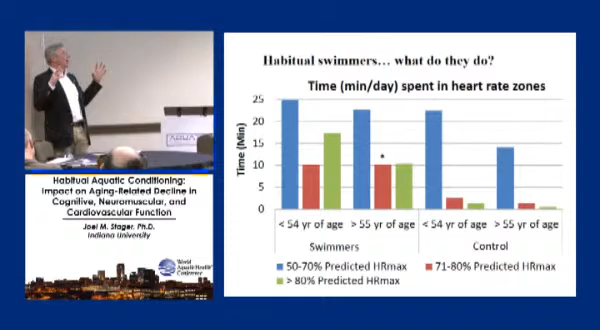 Habitual swimmers… what do they do?
Time (min/day) spent in heart rate zones
Time (Min)
25
20
15
10
5
0
*
< 54 yr of age > 55 yr of age < 54 yr of age > 55 yr of age
Swimmers Control
50-70% Predicted HRmax 71-80% Predicted HRmax
> 80% Predicted HRmax
Habitual Aquatic Conditioning:
Impact on Aging-Related Decline in
Cognitive, Neuromuscular, and
Cardiovascular Function
Joel M. Stager, Ph.D.
Indiana University
World
Aquatic Health
Conference